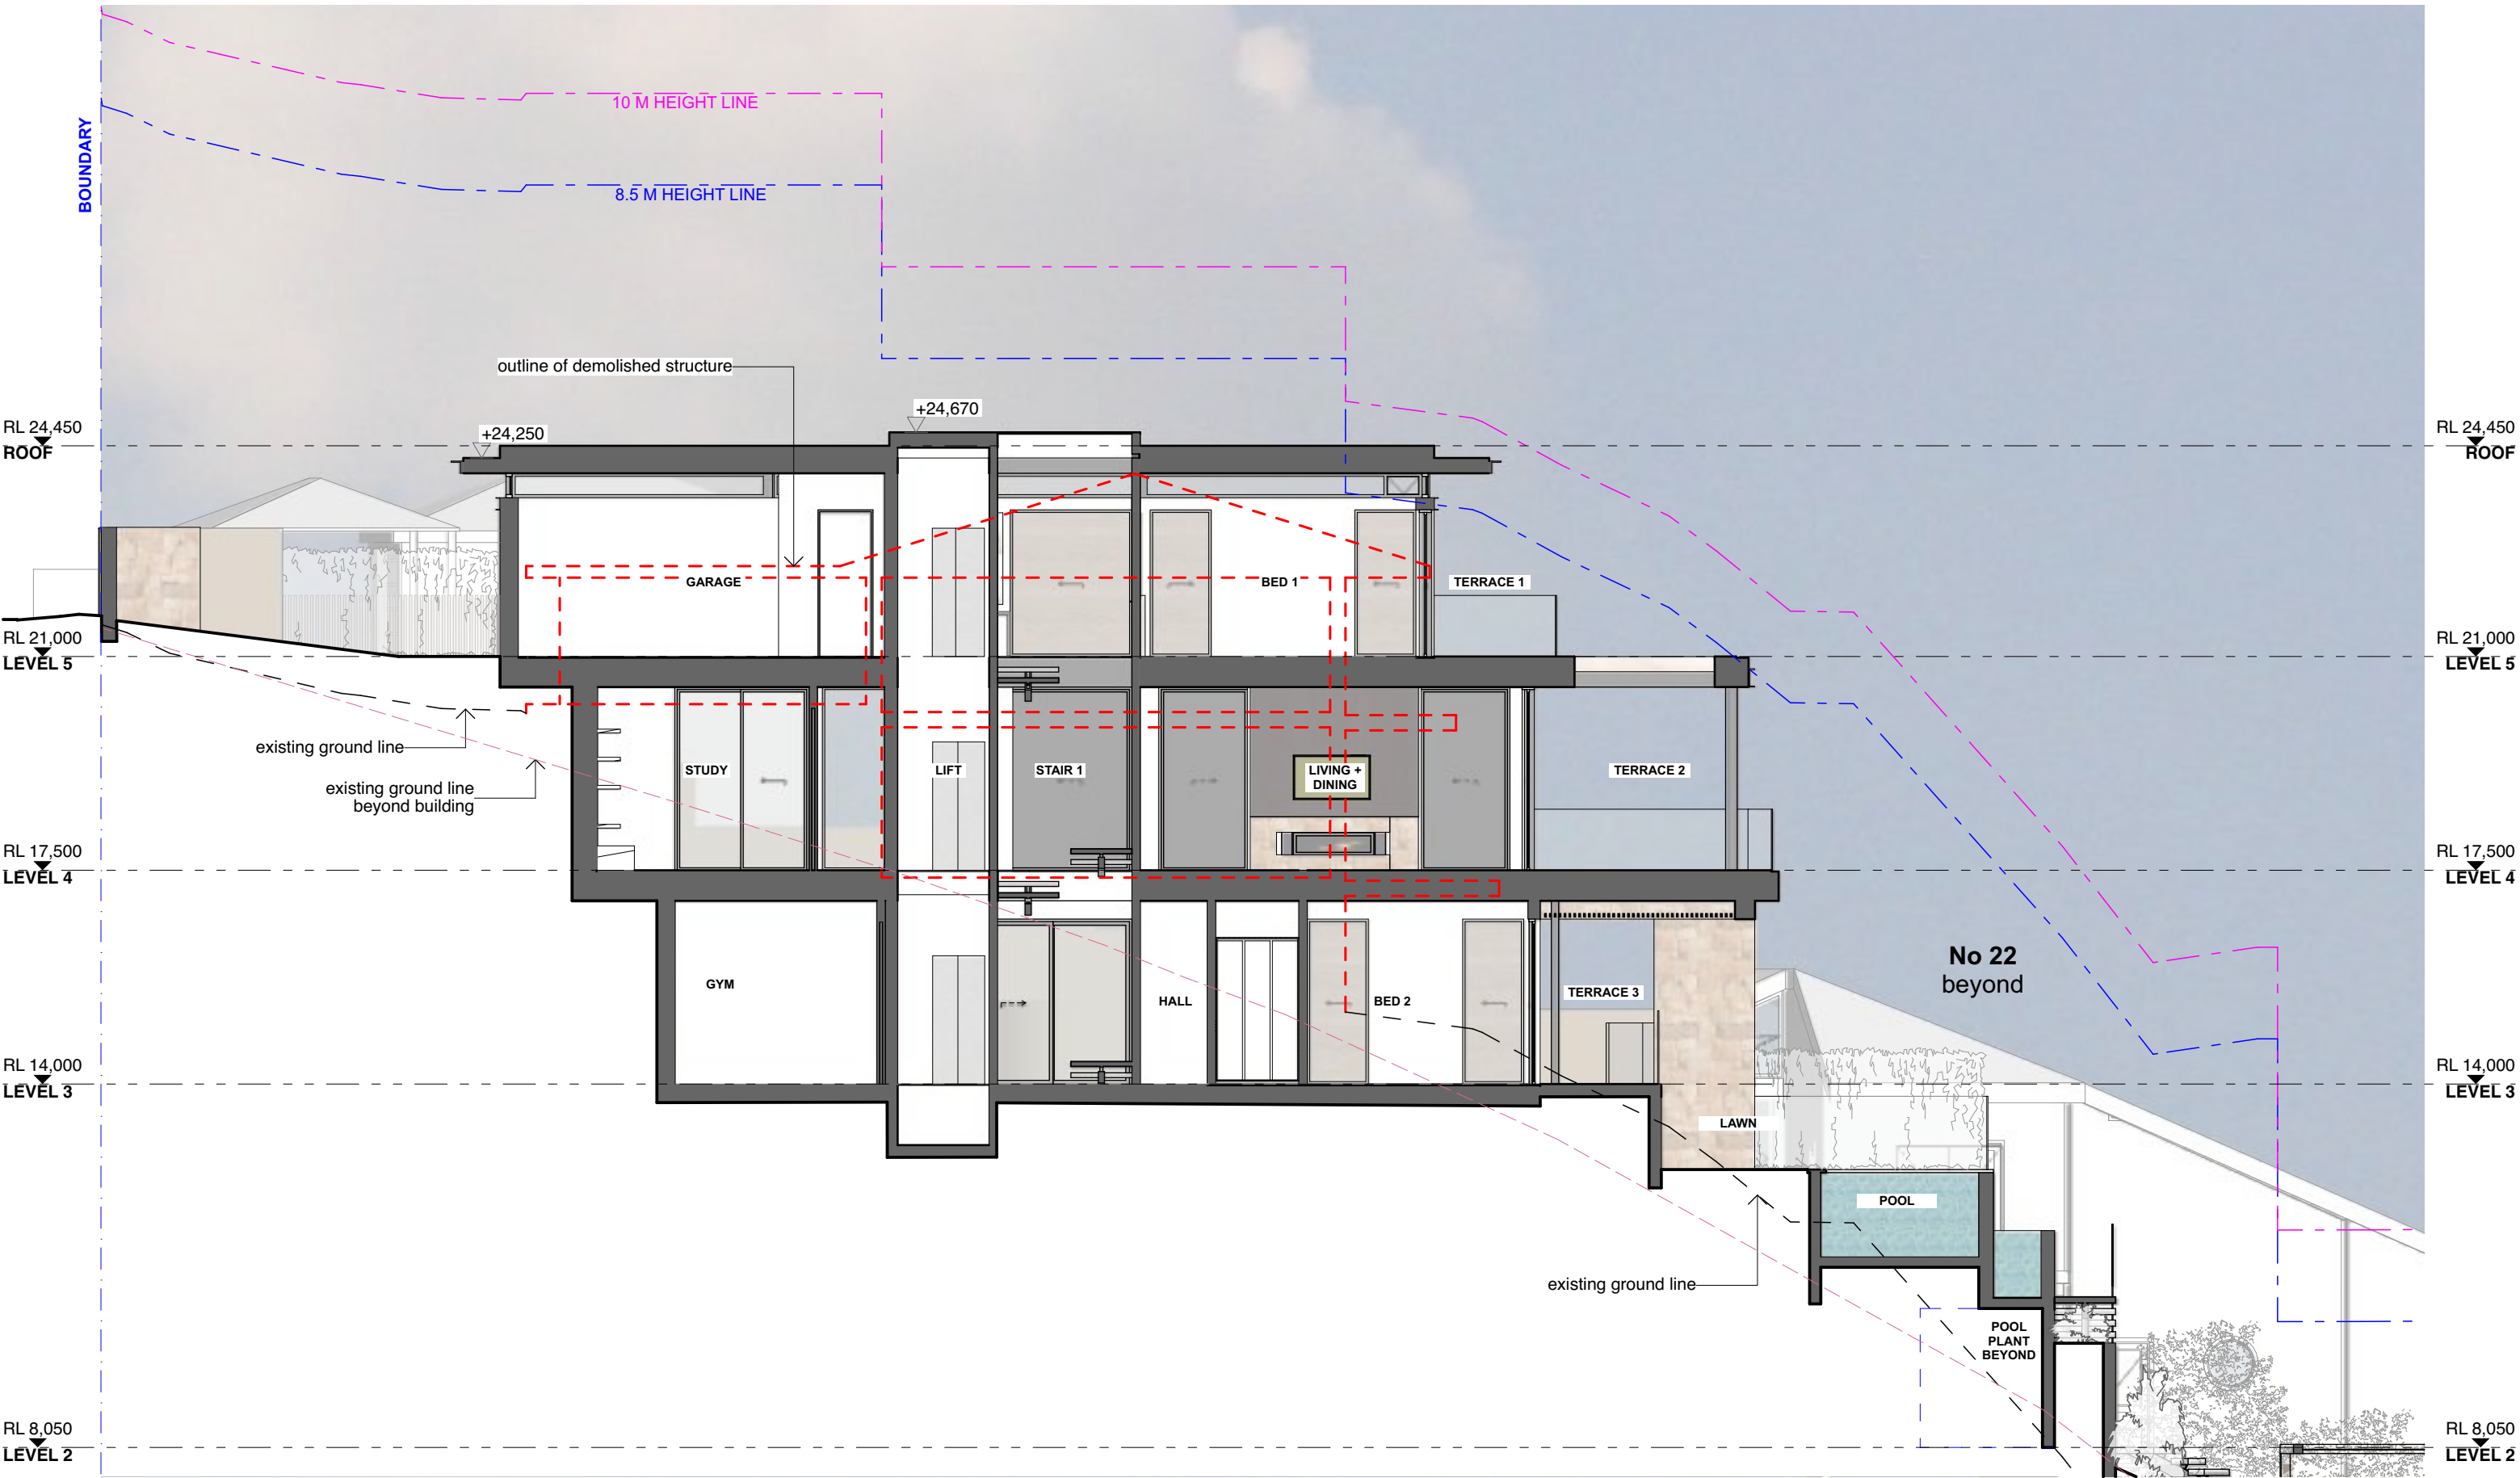 10 M HEIGHT LINE
BOUNDARY
8.5 M HEIGHT LINE
outline of demolished structure
+24,670
+24,250
RL 24,450
ROOF
RL 24,450
ROOF
GARAGE
BED 1
TERRACE 1
RL 21,000
LEVEL 5
RL 21,000
LEVEL 5
existing ground line
existing ground line
beyond building
STUDY
LIFT
STAIR 1
LIVING +
DINING
TERRACE 2
RL 17,500
LEVEL 4
RL 17,500
LEVEL 4
No 22
beyond
GYM
HALL
BED 2
TERRACE 3
RL 14,000
LEVEL 3
RL 14,000
LEVEL 3
LAWN
POOL
existing ground line
POOL
PLANT
BEYOND
RL 8,050
LEVEL 2
RL 8,050
LEVEL 2